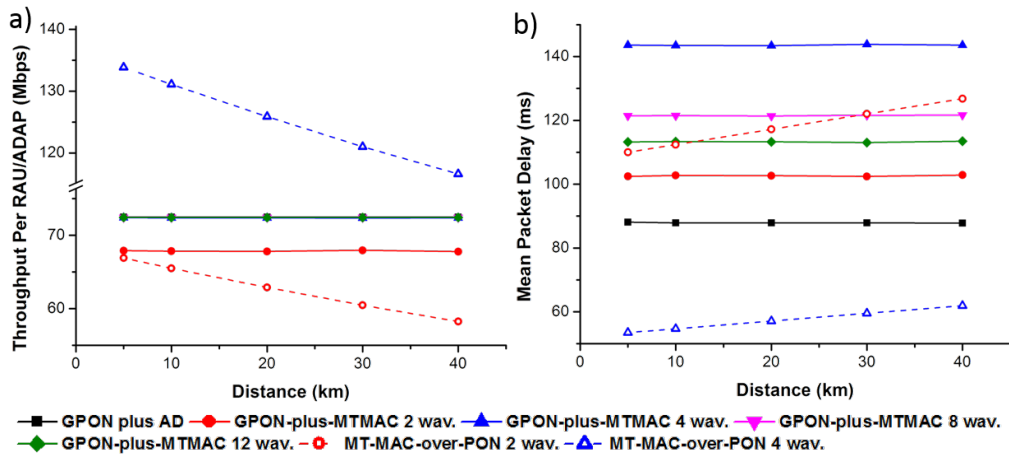 a)
Throughput Per RAU/ADAP (Mbps)
140
130
120
70
60
0 10 20 30 40
Distance (km)
b)
Mean Packet Delay (ms)
140
120
100
80
60
0 10 20 30 40
Distance (km)
GPON plus AD GPON-plus-MTMAC 2 wav. GPON-plus-MTMAC 4 wav. GPON-plus-MTMAC 8 wav.
GPON-plus-MTMAC 12 wav. MT-MAC-over-PON 2 wav. MT-MAC-over-PON 4 wav.